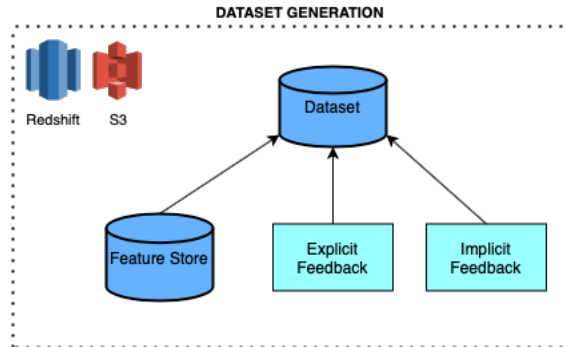 DATASET GENERATION
Redshift
S3
Dataset
Feature Store
Explicit
Feedback
Implicit
Feedback